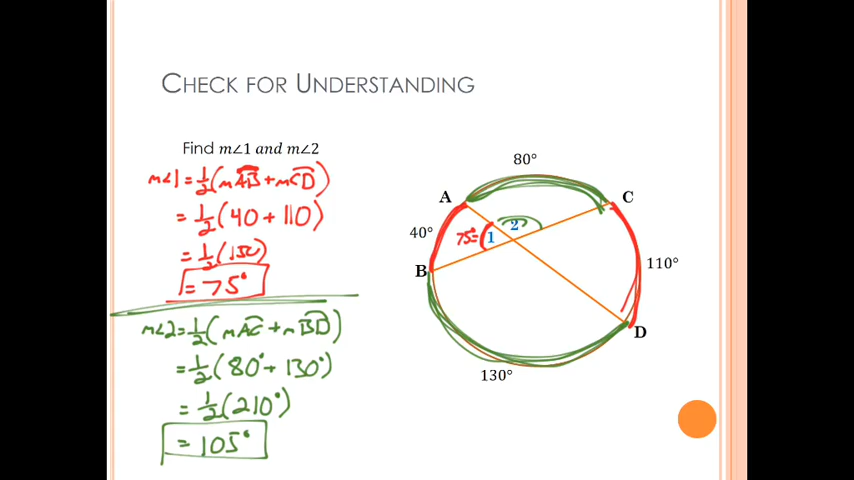 CHECK FOR UNDERSTANDING
Find m∠1 and m∠2
m∠1 = 1/2(mAB + mCD)
= 1/2(40 + 110)
= 1/2(150)
= 75°
m∠2 = 1/2(mAC + mBD)
= 1/2(80° + 130°)
= 1/2(210°)
= 105°
80°
A
C
40°
75°=
1
2
B
110°
D
130°